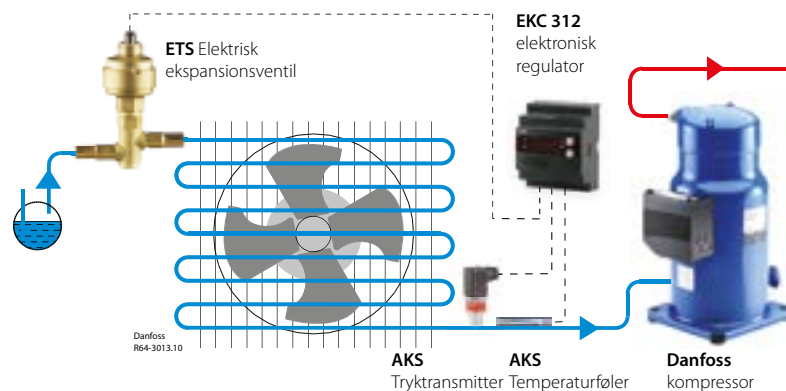 ETS Elektrisk
ekspansionsventil
EKC 312
elektronisk
regulator
Danfoss
R64-3013.10
AKS
Tryktransmitter
AKS
Temperaturføler
Danfoss
kompressor